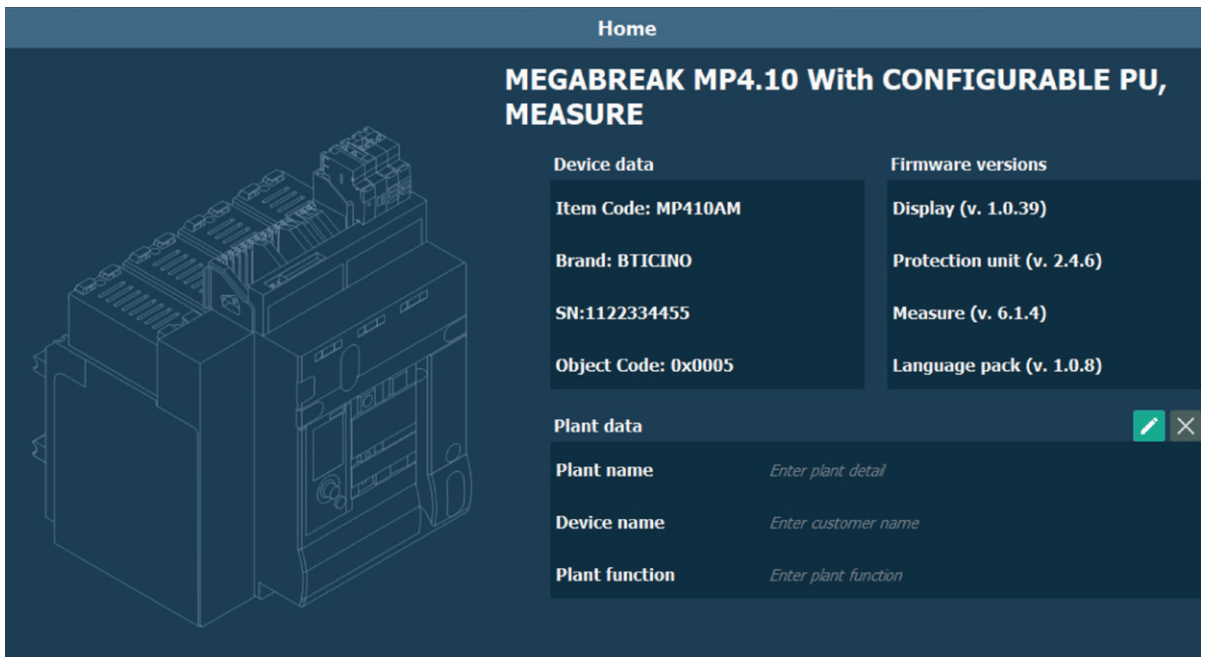 Home
MEGABREAK MP4.10 With CONFIGURABLE PU,
MEASURE
Device data
Item Code: MP410AM
Brand: BTICINO
SN:1122334455
Object Code: 0x0005
Firmware versions
Display (v. 1.0.39)
Protection unit (v. 2.4.6)
Measure (v. 6.1.4)
Language pack (v. 1.0.8)
Plant data
Plant name Enter plant detail
Device name Enter customer name
Plant function Enter plant function